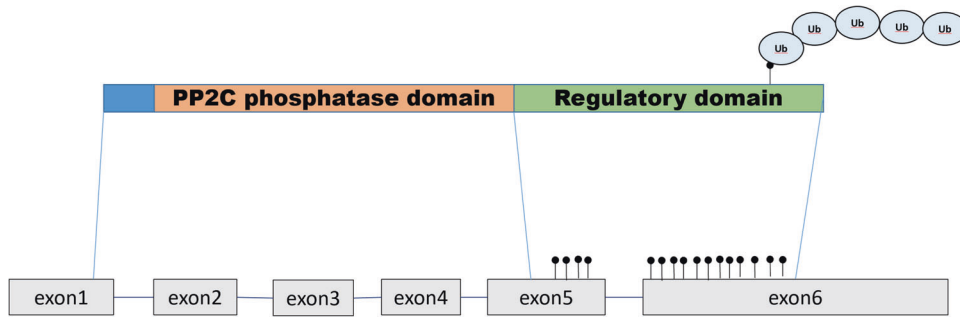 Ub Ub Ub Ub Ub
PP2C phosphatase domain Regulatory domain
exon1 exon2 exon3 exon4 exon5 exon6